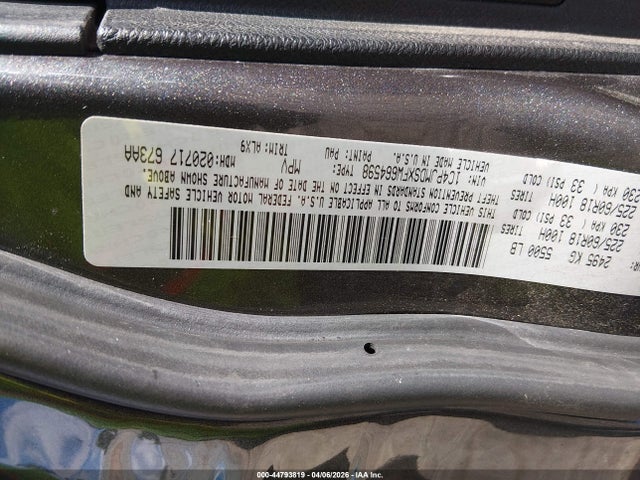 R: 2495 KG 5500 LB
225/60R18 100H TIRES
230 KPA ( 33 PSI) COLD
225/60R18 100H TIRES
230 KPA ( 33 PSI) COLD
THIS VEHICLE CONFORMS TO ALL APPLICABLE U.S.A. FEDERAL MOTOR VEHICLE SAFETY AND
THEFT PREVENTION STANDARDS IN EFFECT ON THE DATE OF MANUFACTURE SHOWN ABOVE.
VIN: 1C4PJMDSXFW664598 TYPE: MPV MDH:020717 673AA
VEHICLE MADE IN U.S.A. PAINT: PAU TRIM: ALX9
000-44793819 | 04/06/2026 - IAA Inc.